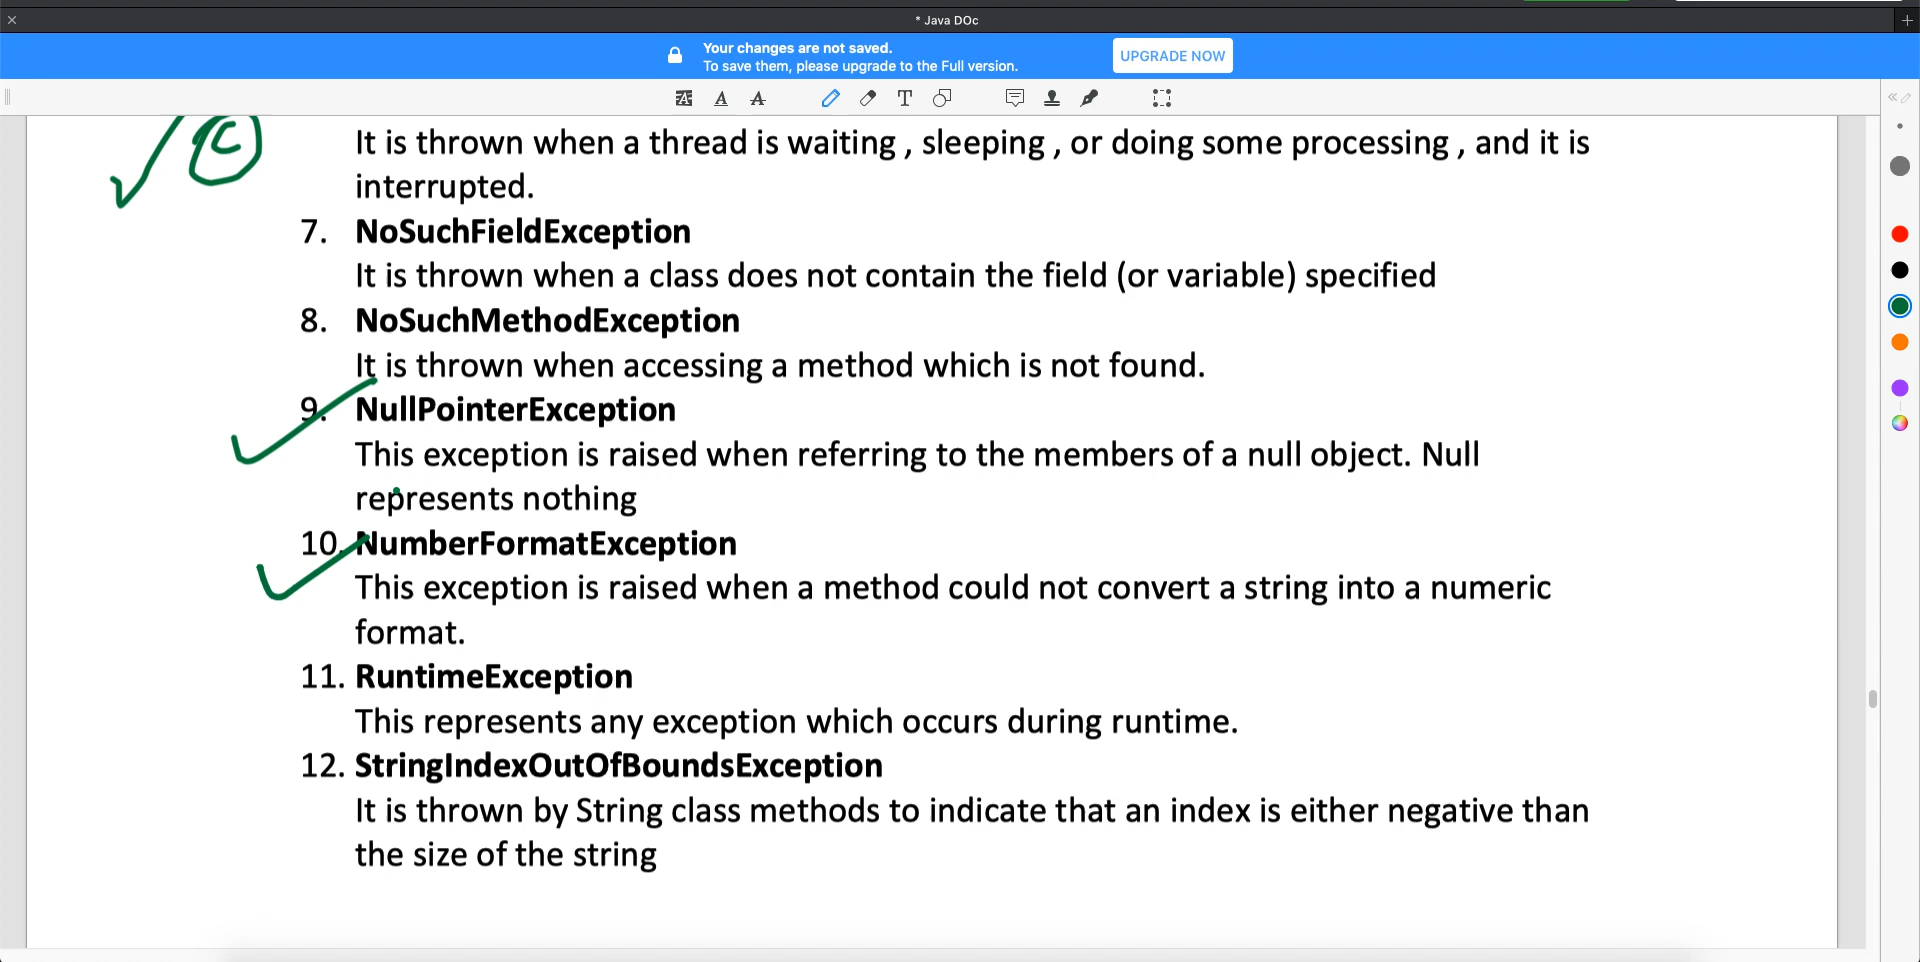 * Java DOc
Your changes are not saved.
To save them, please upgrade to the Full version.
UPGRADE NOW
C
It is thrown when a thread is waiting , sleeping , or doing some processing , and it is
interrupted.
7. NoSuchFieldException
It is thrown when a class does not contain the field (or variable) specified
8. NoSuchMethodException
It is thrown when accessing a method which is not found.
9. NullPointerException
This exception is raised when referring to the members of a null object. Null
represents nothing
10. NumberFormatException
This exception is raised when a method could not convert a string into a numeric
format.
11. RuntimeException
This represents any exception which occurs during runtime.
12. StringIndexOutOfBoundsException
It is thrown by String class methods to indicate that an index is either negative than
the size of the string